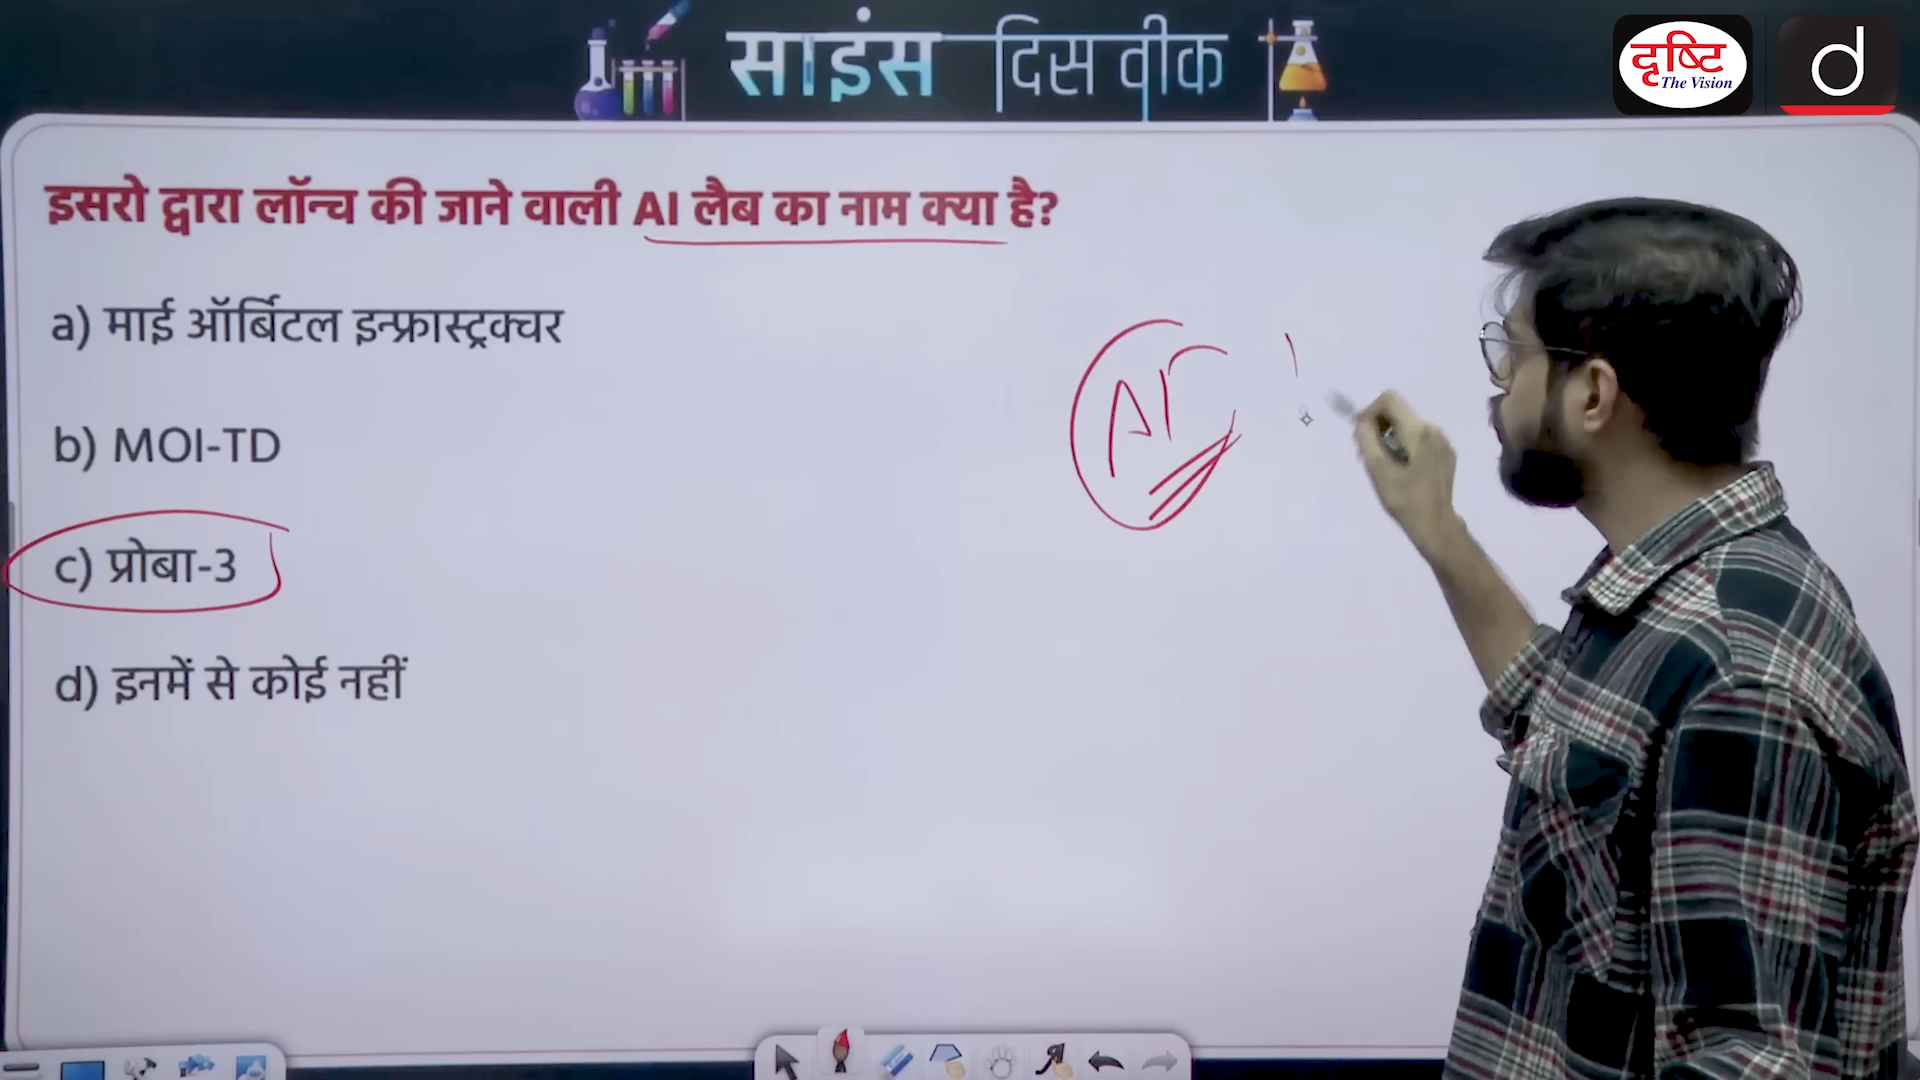 साइंस दिस वीक
दृष्टि
The Vision
d
इसरो द्वारा लॉन्च की जाने वाली AI लैब का नाम क्या है?
a) माई ऑर्बिटल इन्फ्रास्ट्रक्चर
b) MOI-TD
c) प्रोबा-3
d) इनमें से कोई नहीं
AI